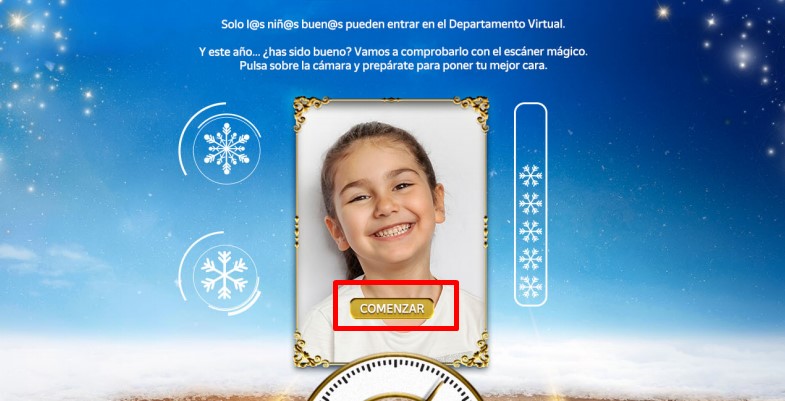 Solo l@s niñ@s buen@s pueden entrar en el Departamento Virtual.
Y este año... ¿has sido bueno? Vamos a comprobarlo con el escáner mágico.
Pulsa sobre la cámara y prepárate para poner tu mejor cara.
COMENZAR